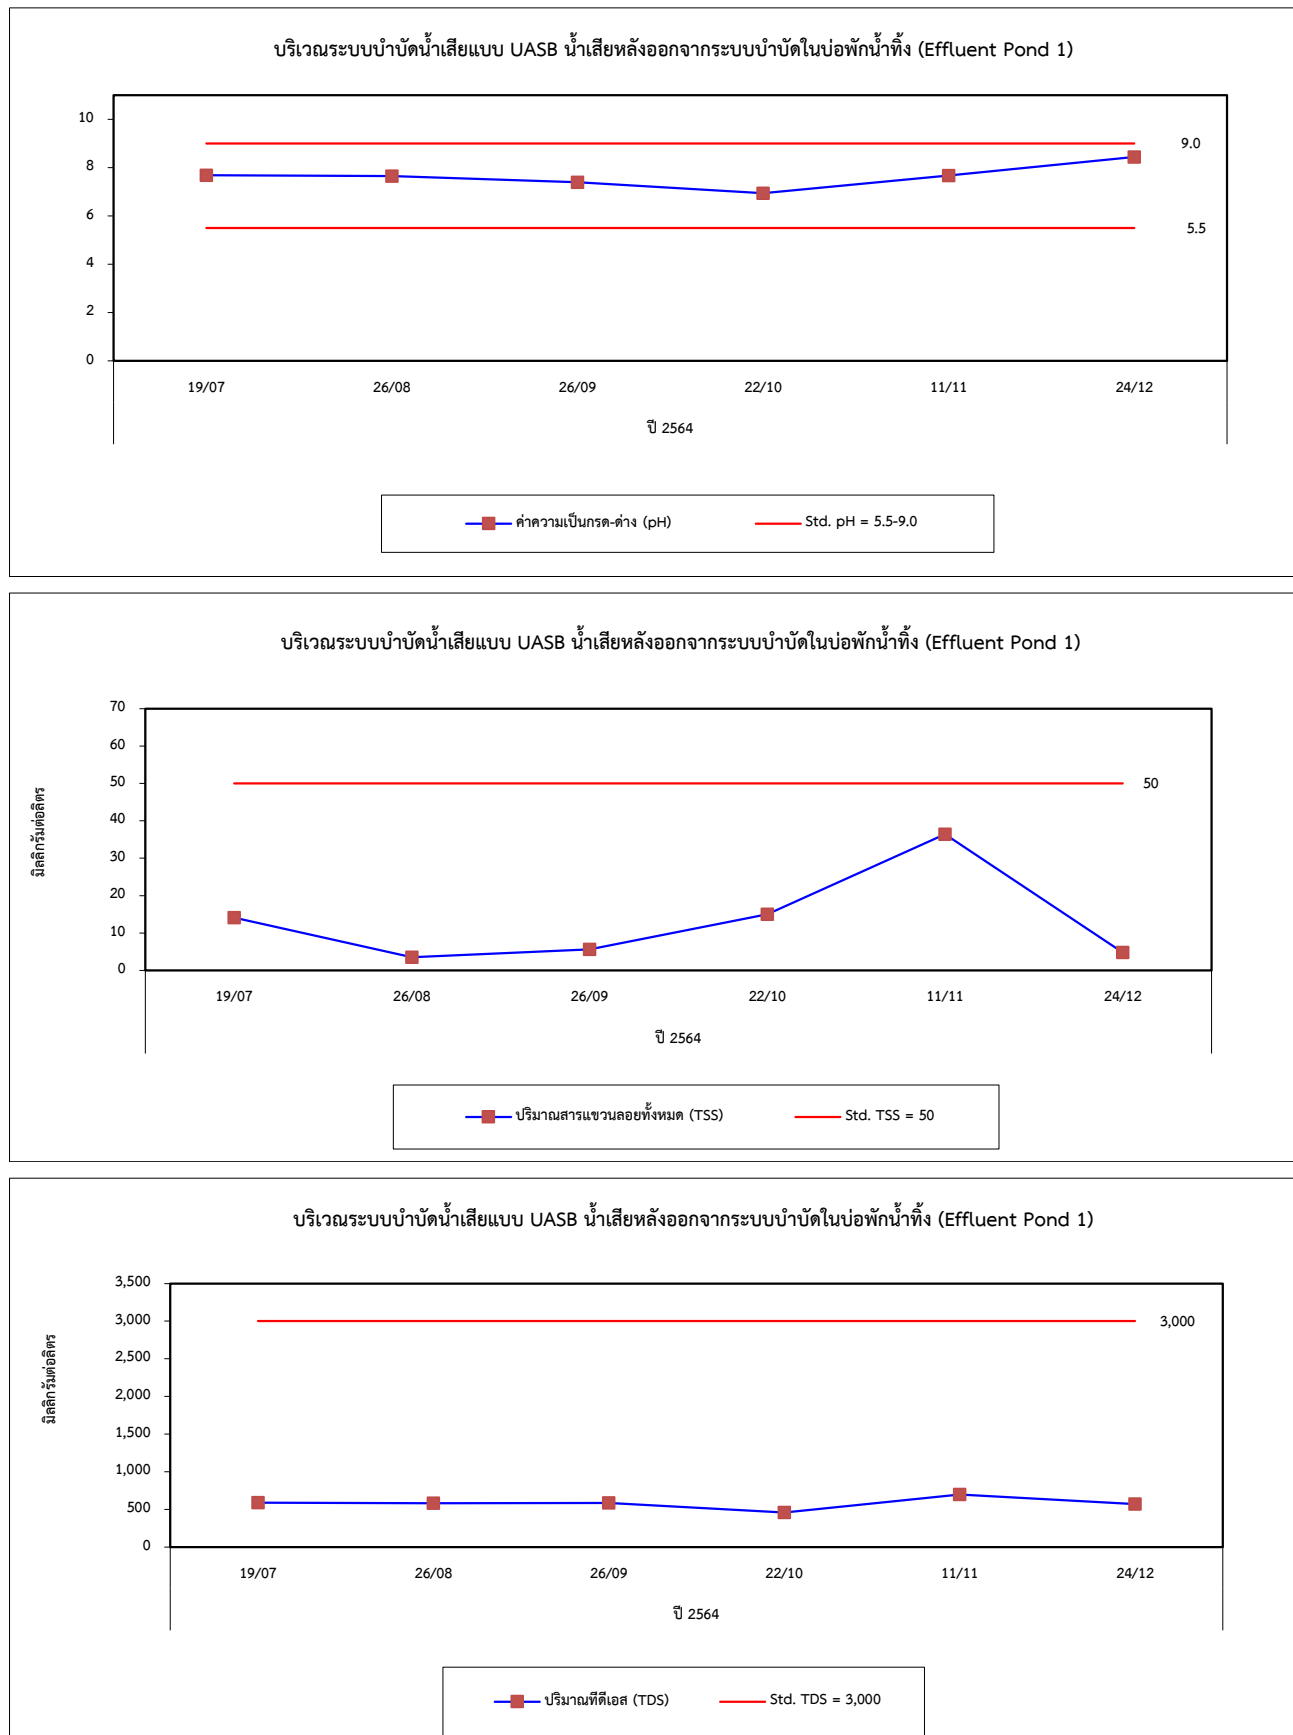 บริเวณระบบบำบัดน้ำเสียแบบ UASB น้ำเสียหลังออกจากระบบบำบัดในบ่อพักน้ำทิ้ง (Effluent Pond 1)
10
8
6
4
2
0
9.0
5.5
19/07 26/08 26/09 22/10 11/11 24/12
ปี 2564
ค่าความเป็นกรด-ด่าง (pH) Std. pH = 5.5-9.0
บริเวณระบบบำบัดน้ำเสียแบบ UASB น้ำเสียหลังออกจากระบบบำบัดในบ่อพักน้ำทิ้ง (Effluent Pond 1)
มิลลิกรัมต่อลิตร
70
60
50
40
30
20
10
0
50
19/07 26/08 26/09 22/10 11/11 24/12
ปี 2564
ปริมาณสารแขวนลอยทั้งหมด (TSS) Std. TSS = 50
บริเวณระบบบำบัดน้ำเสียแบบ UASB น้ำเสียหลังออกจากระบบบำบัดในบ่อพักน้ำทิ้ง (Effluent Pond 1)
มิลลิกรัมต่อลิตร
3,500
3,000
2,500
2,000
1,500
1,000
500
0
3,000
19/07 26/08 26/09 22/10 11/11 24/12
ปี 2564
ปริมาณทีดีเอส (TDS) Std. TDS = 3,000